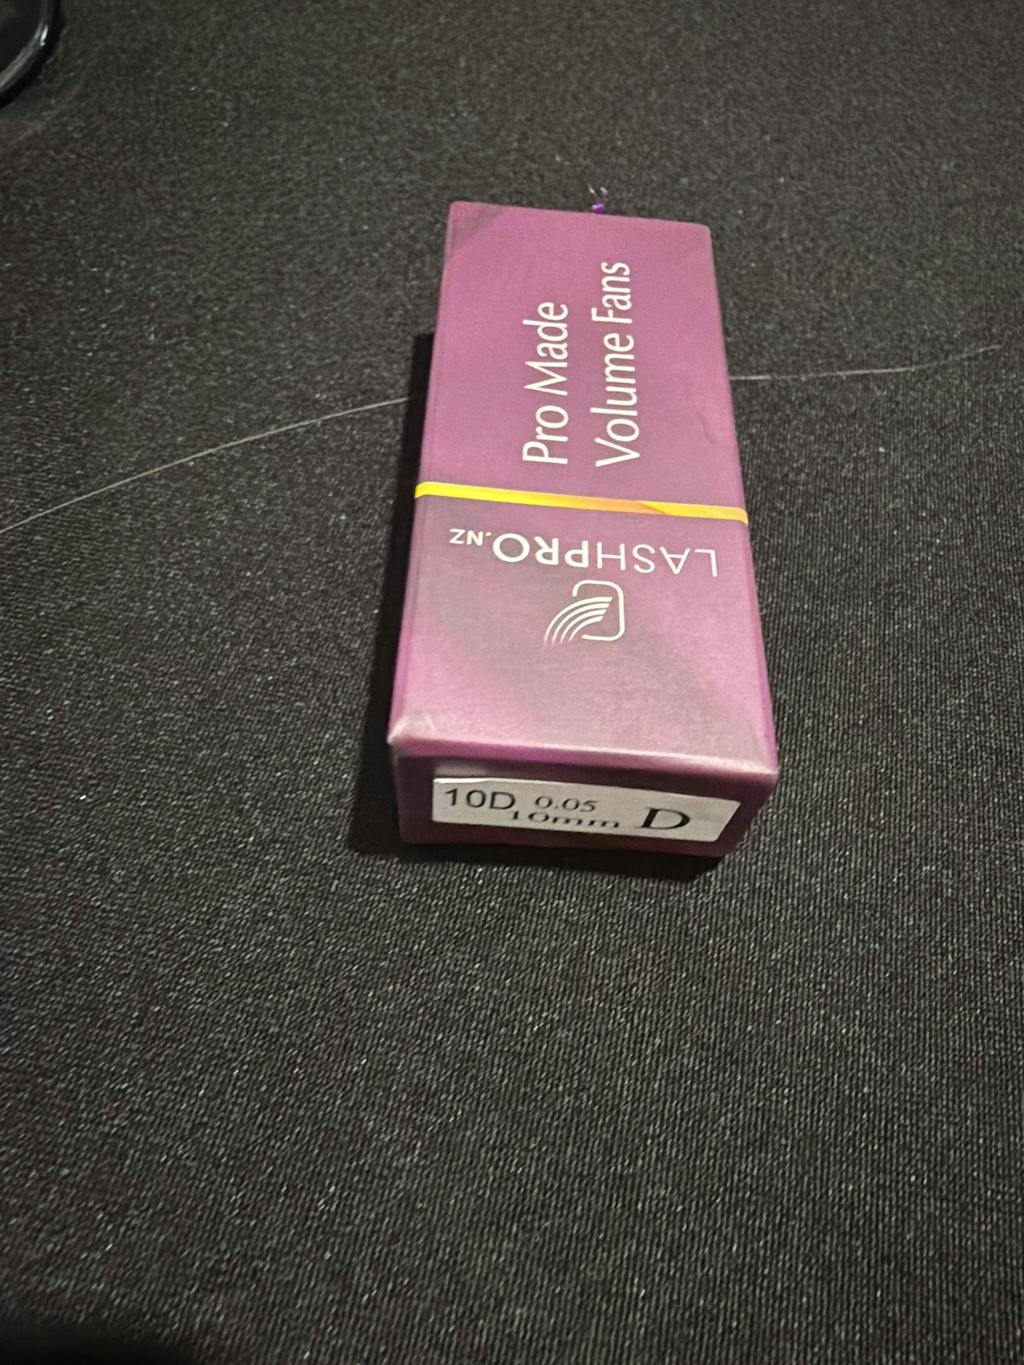 Pro Made
Volume Fans
LASHPRO.NZ
10D 0.05
10mm D